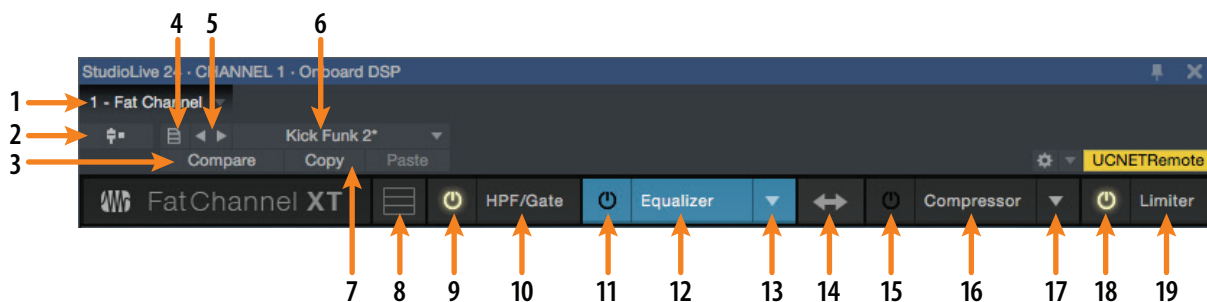 4 5 6
StudioLive 24 · CHANNEL 1 · Onboard DSP
1 1 - Fat Channel
2 Kick Funk 2*
3 Compare Copy Paste UCNETRemote
FatChannel XT HPF/Gate Equalizer Compressor Limiter
7 8 9 10 11 12 13 14 15 16 17 18 19